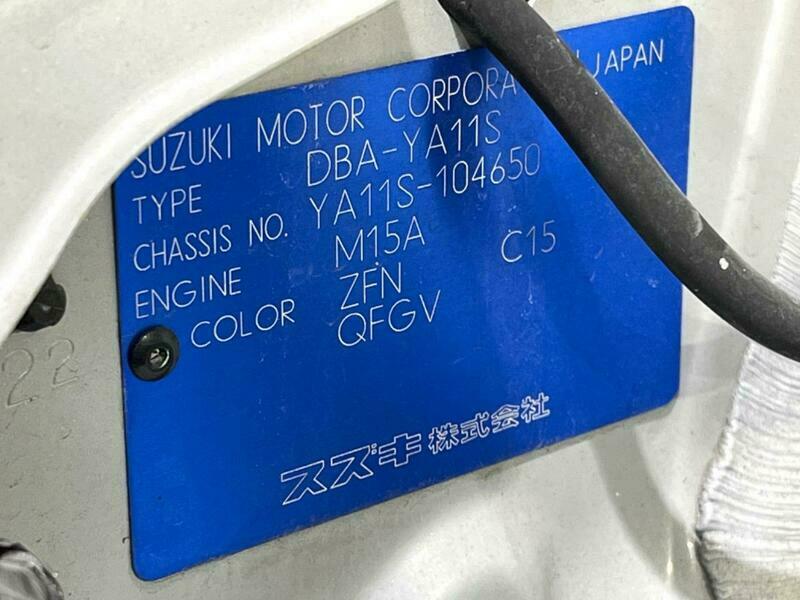 SUZUKI MOTOR CORPORA JAPAN
TYPE DBA-YA11S
CHASSIS NO. YA11S-104650
ENGINE M15A C15
COLOR ZFN
QFGV
スズキ株式会社
22